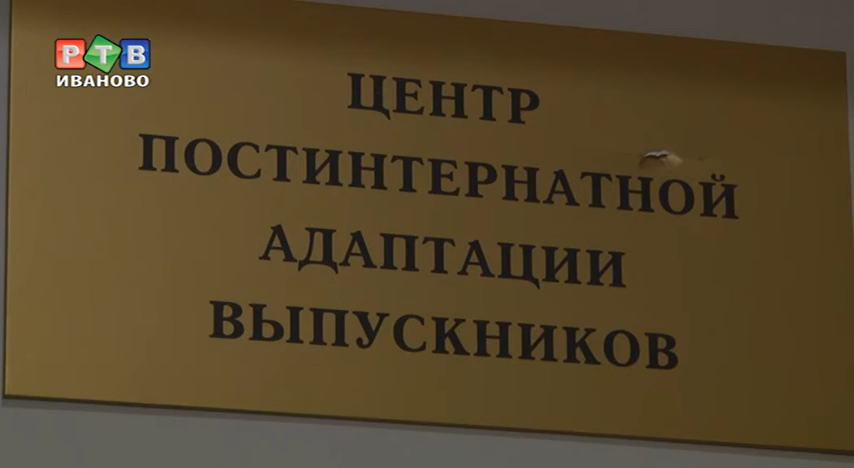 РТВ
ИВАНОВО
ЦЕНТР
ПОСТИНТЕРНАТНОЙ
АДАПТАЦИИ
ВЫПУСКНИКОВ